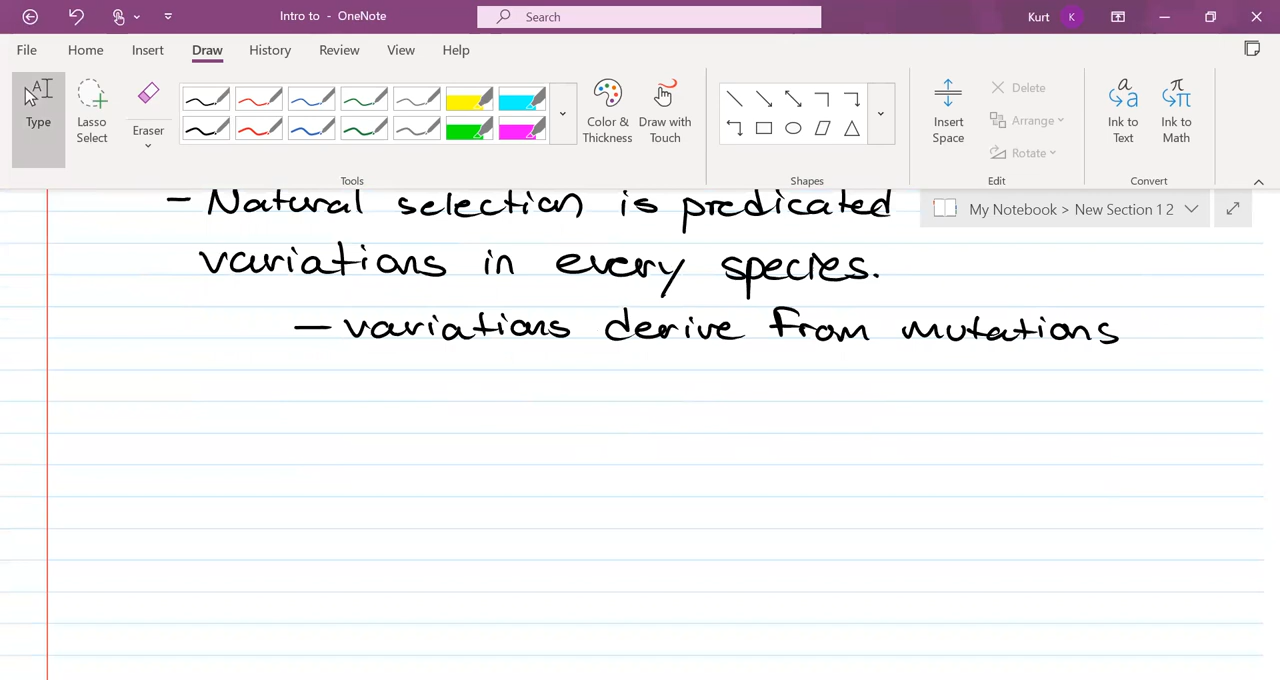 Intro to - OneNote
Search
Kurt K
File Home Insert Draw History Review View Help
Type
Lasso Select
Eraser
Color & Thickness
Draw with Touch
Insert Space
Delete
Arrange
Rotate
Ink to Text
Ink to Math
Tools Shapes Edit Convert
My Notebook > New Section 1 2
- Natural selection is predicated
variations in every species.
- variations derive from mutations